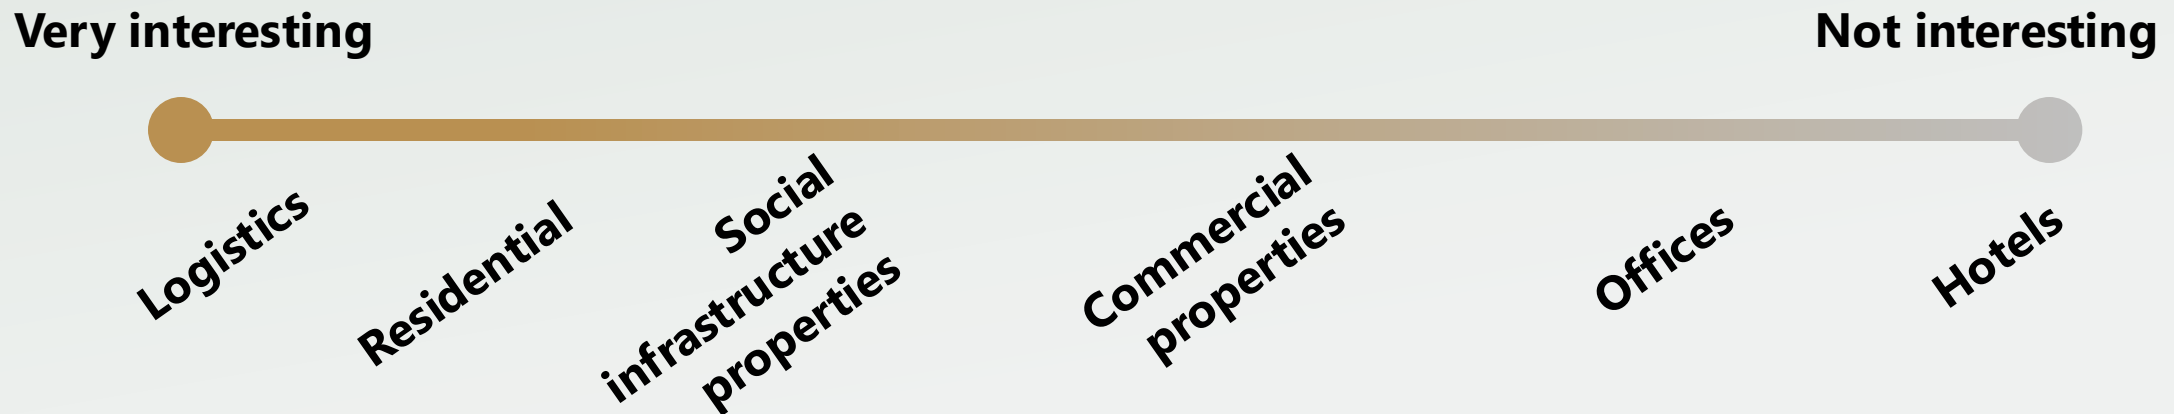 Very interesting
Not interesting
Logistics
Residential
Social
infrastructure
properties
Commercial
properties
Offices
Hotels